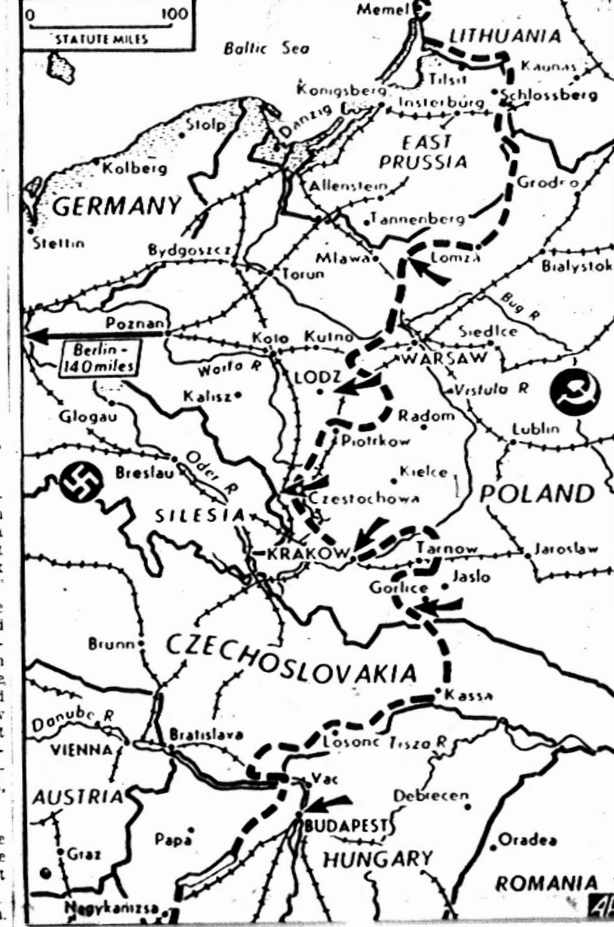 0 100
STATUTE MILES
Memel
LITHUANIA
Baltic Sea
Kaunas
Tilsit
Konigsberg
Schlossberg
Insterburg
Danzig
Stolp
EAST
PRUSSIA
Kolberg
Allenstein
Grodno
GERMANY
Tannenberg
Stettin
Bydgoszcz
Mlawa
Lomza
Bialystok
Torun
Bug R
Poznan
Kolo
Kutno
Siedlce
WARSAW
Berlin -
140 miles
Warta R
LODZ
Vistula R
Kalisz
Glogau
Radom
Lublin
Piotrkow
Oder R
Breslau
Kielce
Czestochowa
POLAND
SILESIA
KRAKOW
Tarnow
Jaroslaw
Gorlice
Jaslo
Brunn
CZECHOSLOVAKIA
Kassa
Danube R
Bratislava
Losonc
Tisza R
VIENNA
Vac
AUSTRIA
Debrecen
BUDAPEST
Papa
Oradea
Graz
HUNGARY
ROMANIA
Nagykanizsa